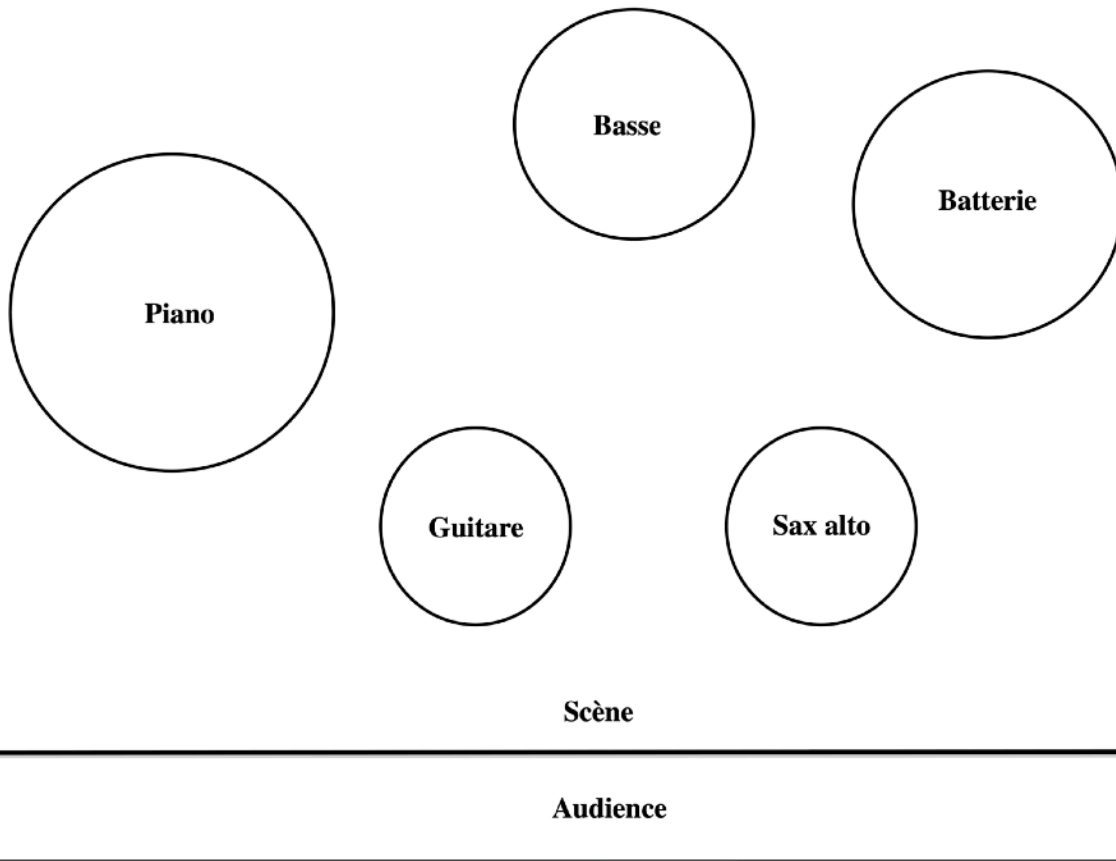 Basse
Batterie
Piano
Guitare
Sax alto
Scène
Audience